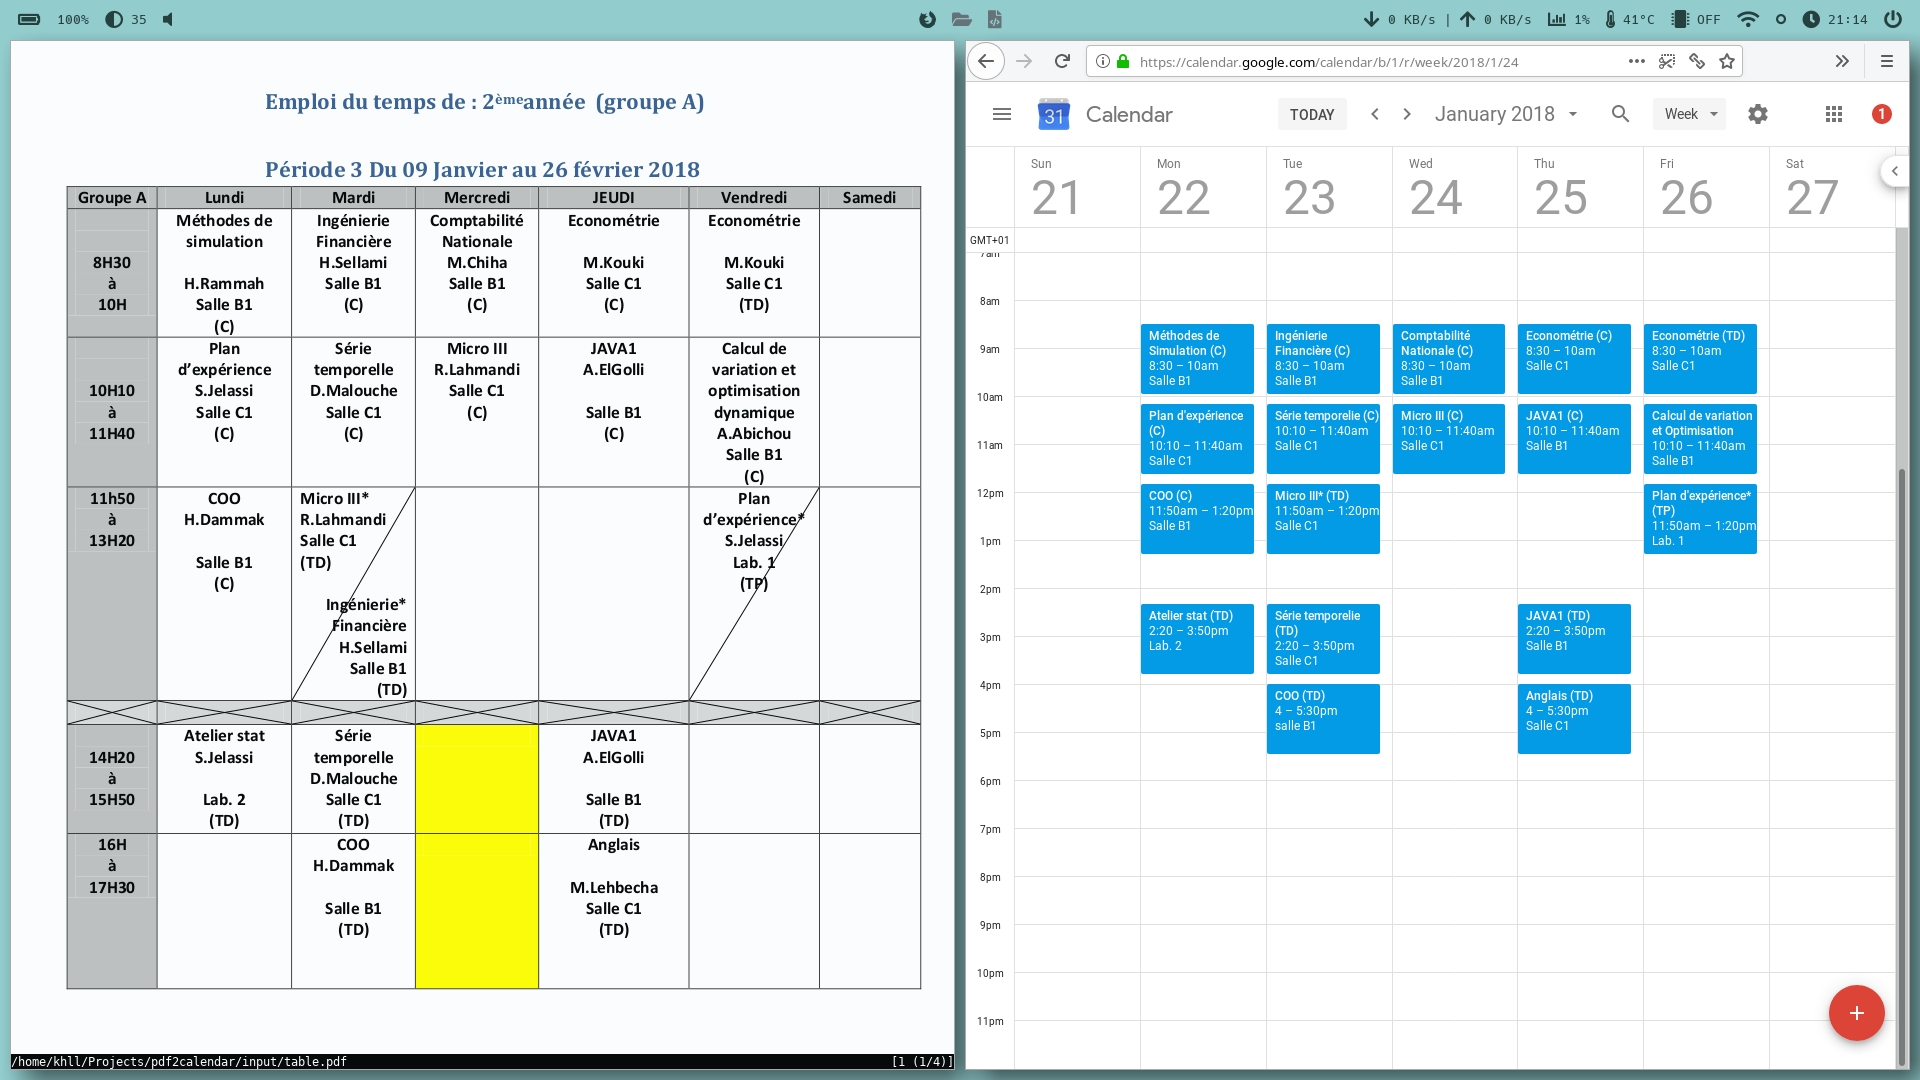 100% 35
0 KB/s | 0 KB/s 1% 41°C OFF 21:14
Emploi du temps de : 2èmeannée (groupe A)
Période 3 Du 09 Janvier au 26 février 2018
Groupe A Lundi Mardi Mercredi JEUDI Vendredi Samedi
8H30
à
10H
Méthodes de
simulation
H.Rammah
Salle B1
(C)
Ingénierie
Financière
H.Sellami
Salle B1
(C)
Comptabilité
Nationale
M.Chiha
Salle B1
(C)
Econométrie
M.Kouki
Salle C1
(C)
Econométrie
M.Kouki
Salle C1
(TD)
10H10
à
11H40
Plan
d’expérience
S.Jelassi
Salle C1
(C)
Série
temporelle
D.Malouche
Salle C1
(C)
Micro III
R.Lahmandi
Salle C1
(C)
JAVA1
A.ElGolli
Salle B1
(C)
Calcul de
variation et
optimisation
dynamique
A.Abichou
Salle B1
(C)
11h50
à
13H20
COO
H.Dammak
Salle B1
(C)
Micro III*
R.Lahmandi
Salle C1
(TD)
Ingénierie*
Financière
H.Sellami
Salle B1
(TD)
Plan
d’expérience*
S.Jelassi
Lab. 1
(TP)
14H20
à
15H50
Atelier stat
S.Jelassi
Lab. 2
(TD)
Série
temporelle
D.Malouche
Salle C1
(TD)
JAVA1
A.ElGolli
Salle B1
(TD)
16H
à
17H30
COO
H.Dammak
Salle B1
(TD)
Anglais
M.Lehbecha
Salle C1
(TD)
/home/khll/Projects/pdf2calendar/input/table.pdf [1 (1/4)]
https://calendar.google.com/calendar/b/1/r/week/2018/1/24
31 Calendar TODAY January 2018 Week 1
Sun Mon Tue Wed Thu Fri Sat
21 22 23 24 25 26 27
GMT+01
7am
8am
9am
10am
11am
12pm
1pm
2pm
3pm
4pm
5pm
6pm
7pm
8pm
9pm
10pm
11pm
Méthodes de
Simulation (C)
8:30 – 10am
Salle B1
Plan d'expérience
(C)
10:10 – 11:40am
Salle C1
COO (C)
11:50am – 1:20pm
Salle B1
Atelier stat (TD)
2:20 – 3:50pm
Lab. 2
Ingénierie
Financière (C)
8:30 – 10am
Salle B1
Série temporelie (C)
10:10 – 11:40am
Salle C1
Micro III* (TD)
11:50am – 1:20pm
Salle C1
Série temporelie
(TD)
2:20 – 3:50pm
Salle C1
COO (TD)
4 – 5:30pm
salle B1
Comptabilité
Nationale (C)
8:30 – 10am
Salle B1
Micro III (C)
10:10 – 11:40am
Salle C1
Econométrie (C)
8:30 – 10am
Salle C1
JAVA1 (C)
10:10 – 11:40am
Salle B1
JAVA1 (TD)
2:20 – 3:50pm
Salle B1
Anglais (TD)
4 – 5:30pm
Salle C1
Econométrie (TD)
8:30 – 10am
Salle C1
Calcul de variation
et Optimisation
10:10 – 11:40am
Salle B1
Plan d'expérience*
(TP)
11:50am – 1:20pm
Lab. 1